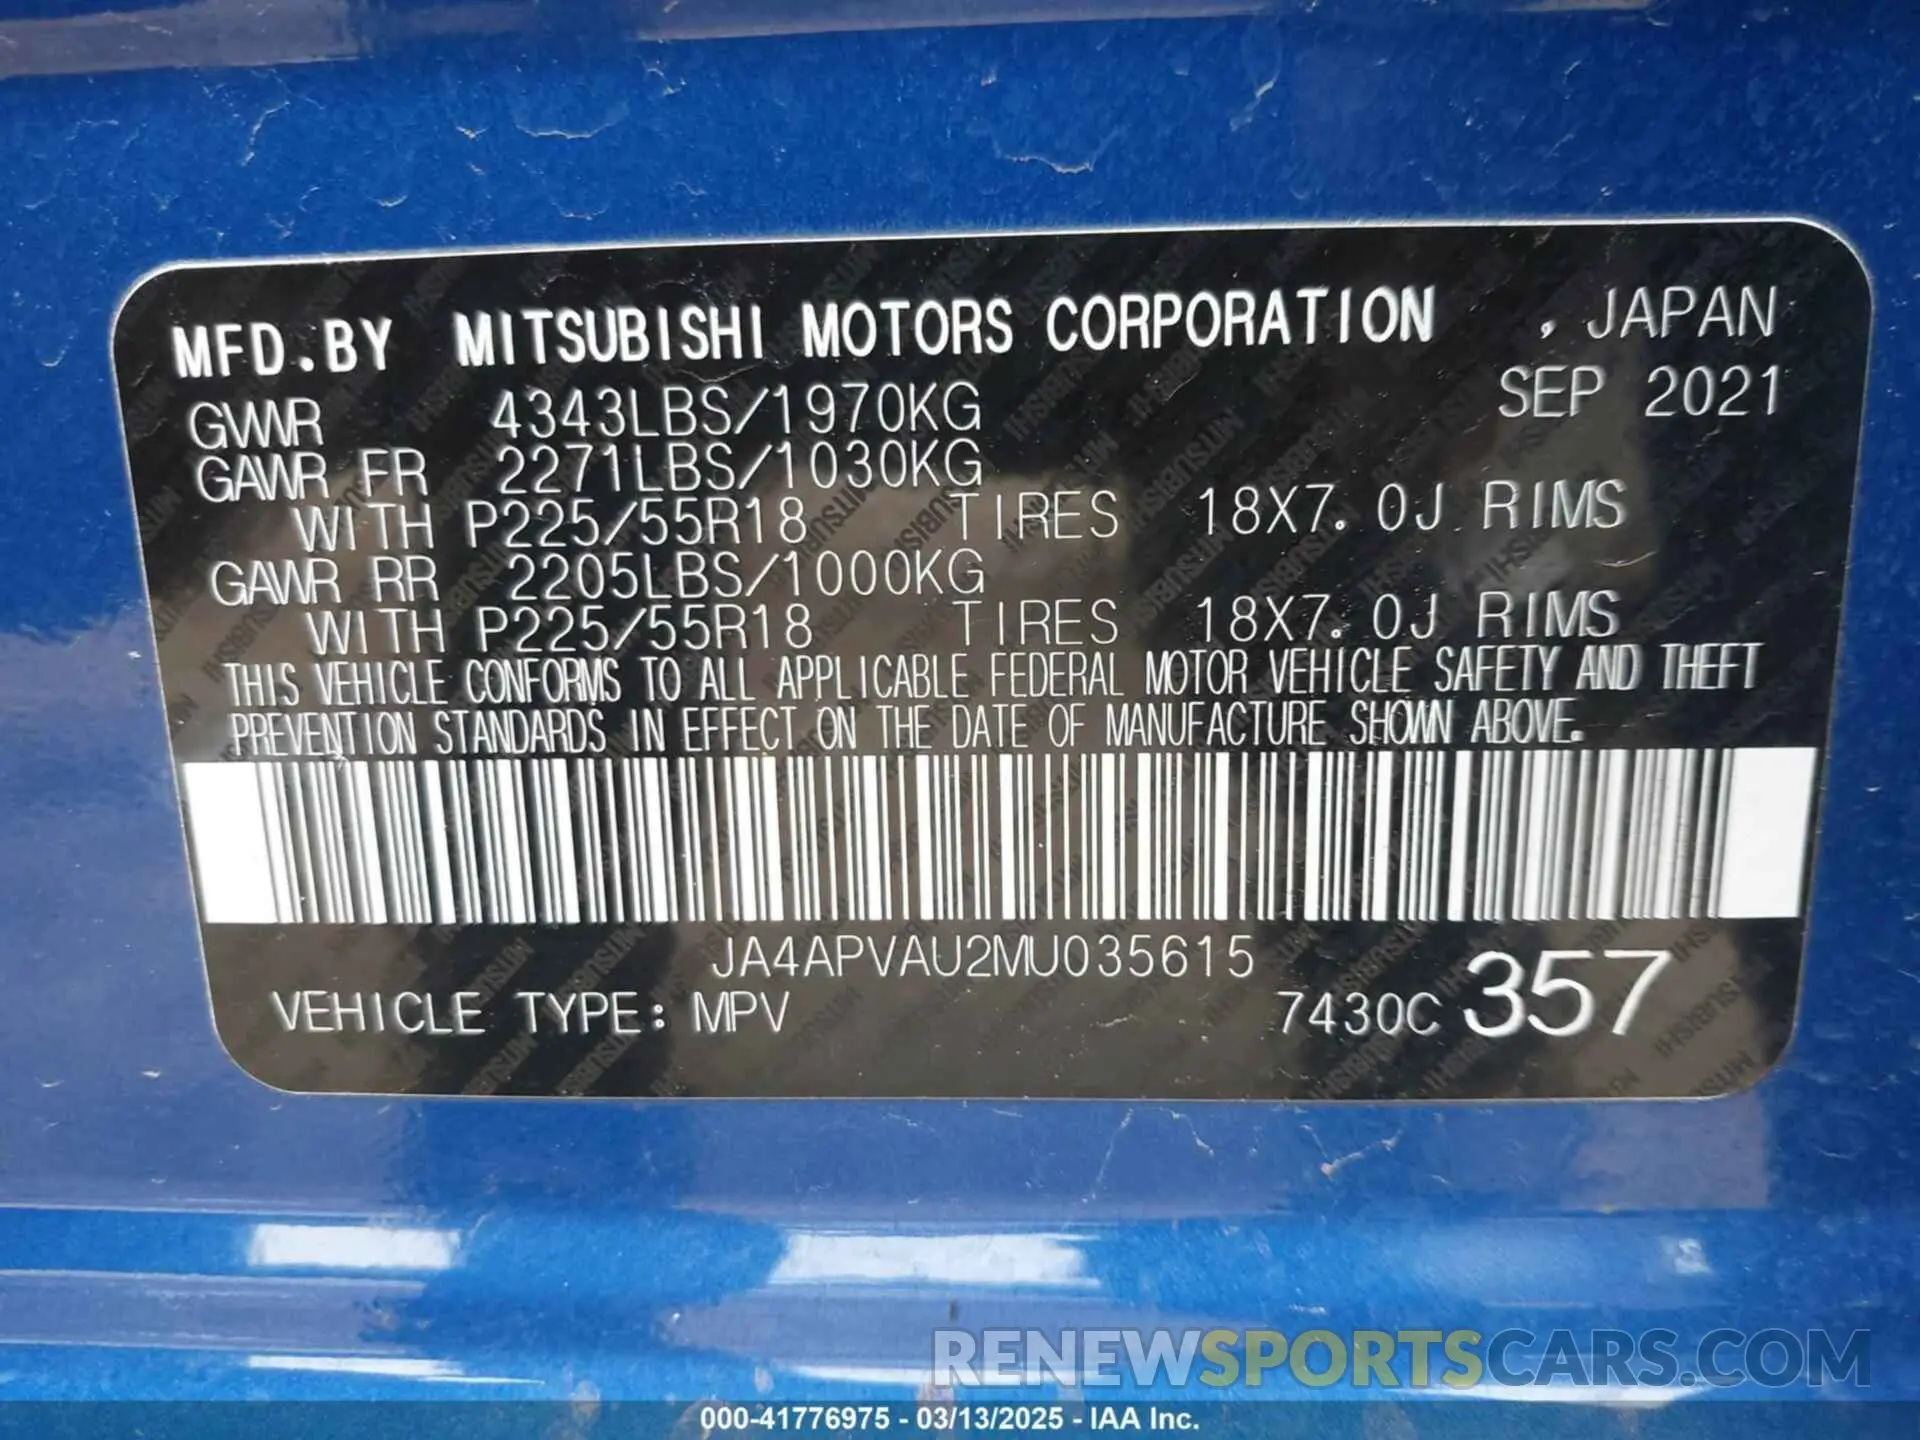 MFD.BY MITSUBISHI MOTORS CORPORATION , JAPAN
SEP 2021
GVWR 4343LBS/1970KG
GAWR FR 2271LBS/1030KG
WITH P225/55R18 TIRES 18X7.0J RIMS
GAWR RR 2205LBS/1000KG
WITH P225/55R18 TIRES 18X7.0J RIMS
THIS VEHICLE CONFORMS TO ALL APPLICABLE FEDERAL MOTOR VEHICLE SAFETY AND THEFT
PREVENTION STANDARDS IN EFFECT ON THE DATE OF MANUFACTURE SHOWN ABOVE.
JA4APVAU2MU035615
VEHICLE TYPE: MPV 7430C 357
RENEWSPORTSCARS.COM
000-41776975 - 03/13/2025 - IAA Inc.